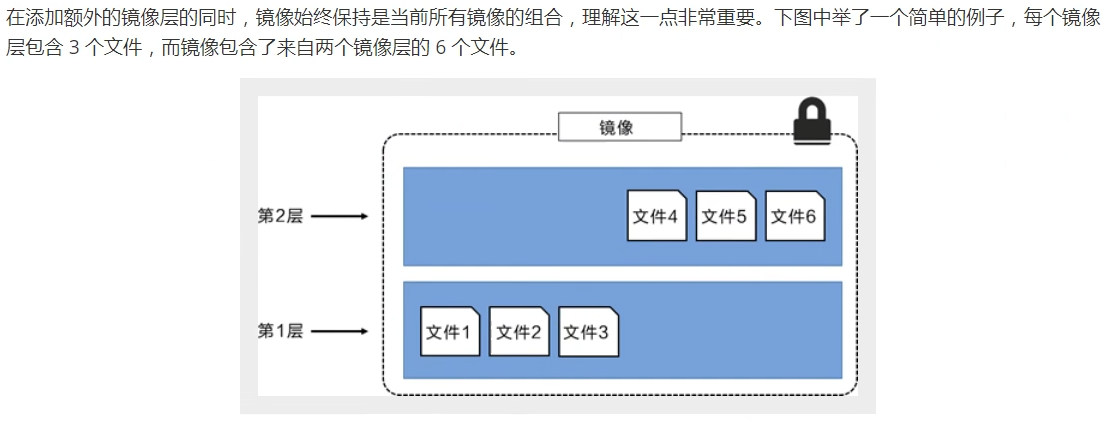 在添加额外的镜像层的同时，镜像始终保持是当前所有镜像的组合，理解这一点非常重要。下图中举了一个简单的例子，每个镜像
层包含 3 个文件，而镜像包含了来自两个镜像层的 6 个文件。
镜像
第2层
文件4 文件5 文件6
第1层
文件1 文件2 文件3